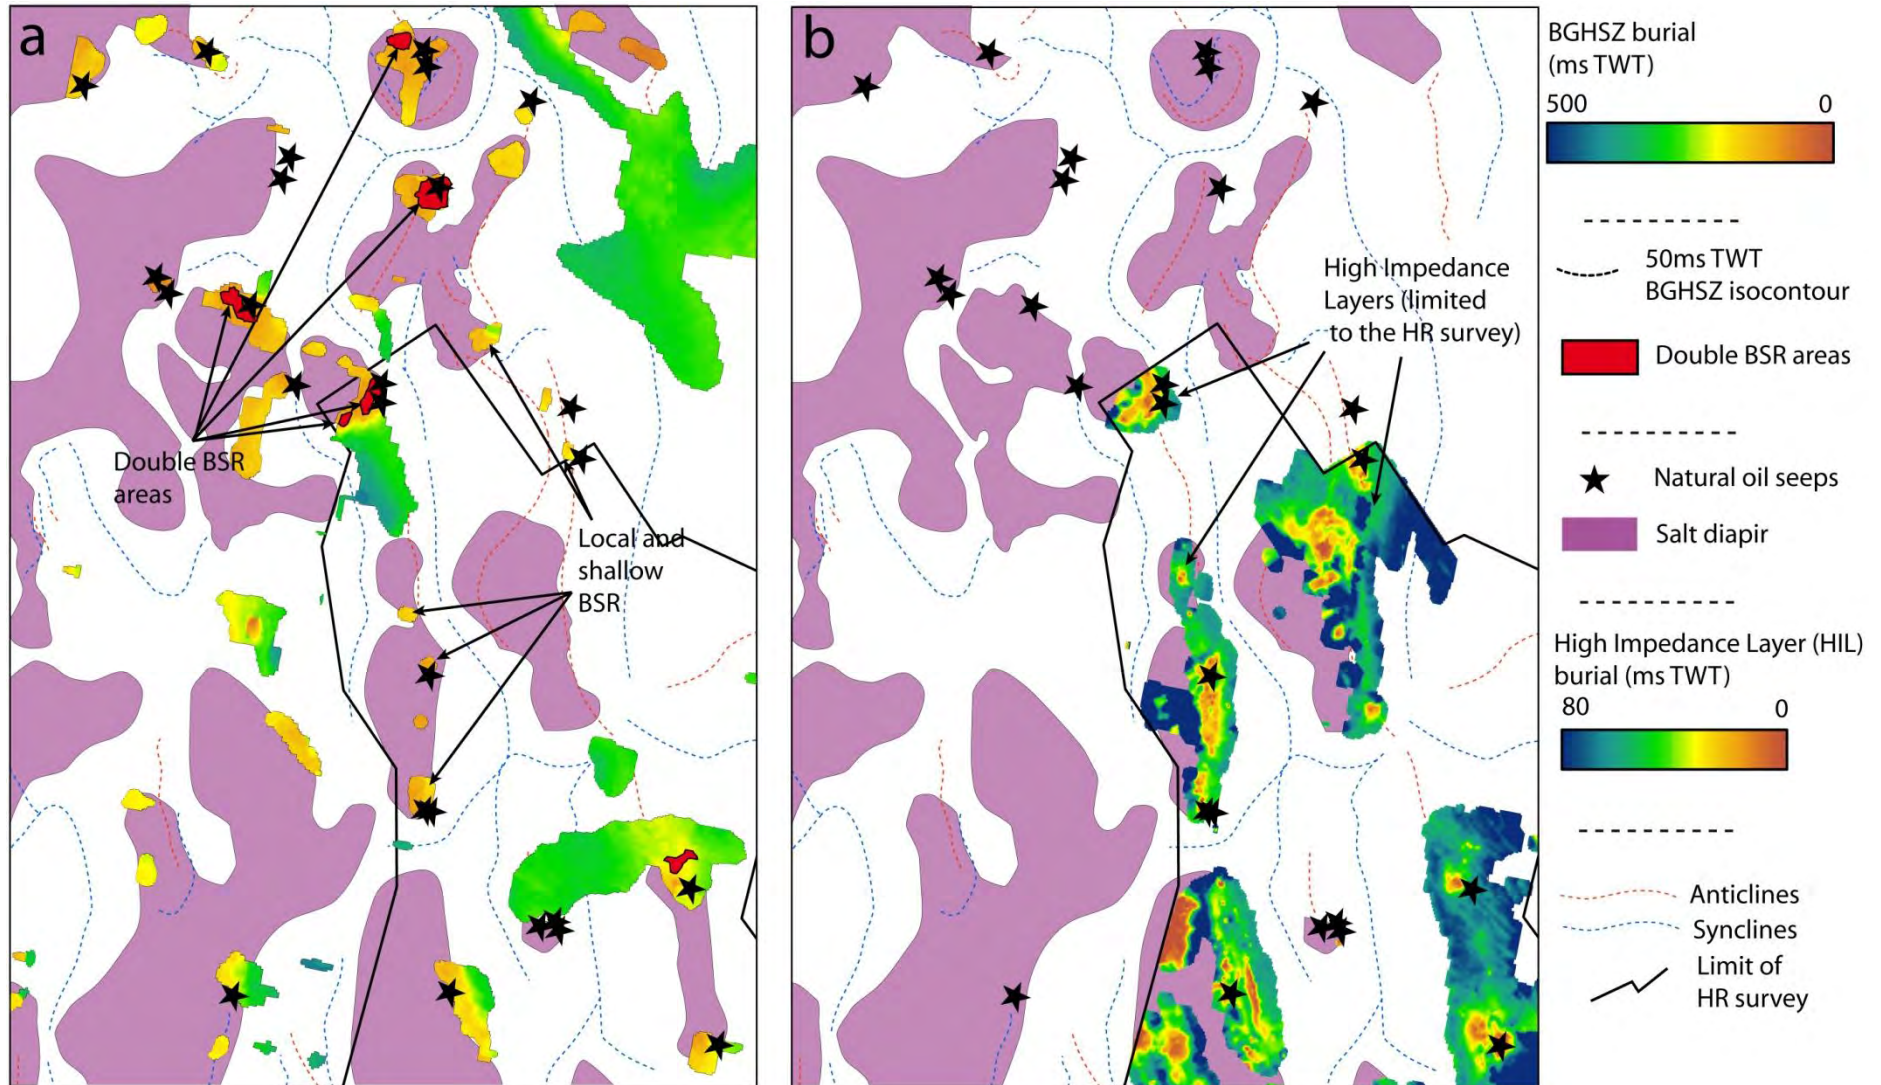 a
Double BSR
areas
Local and
shallow
BSR
b
High Impedance
Layers (limited
to the HR survey)
BGHSZ burial
(ms TWT)
500 0
50ms TWT
BGHSZ isocontour
Double BSR areas
Natural oil seeps
Salt diapir
High Impedance Layer (HIL)
burial (ms TWT)
80 0
Anticlines
Synclines
Limit of
HR survey